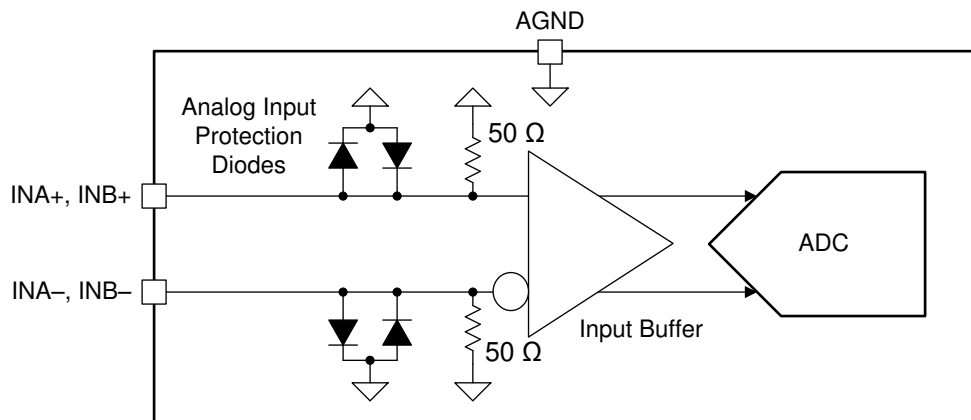 AGND
Analog Input
Protection
Diodes
50 Ω
INA+, INB+
ADC
INA–, INB–
Input Buffer
50 Ω